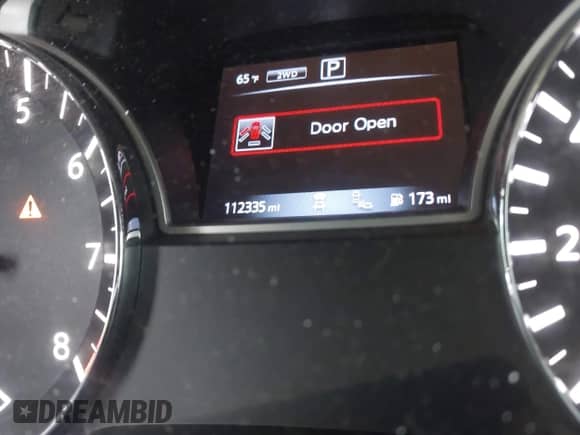 65°F 2WD P
Door Open
112335 mi 173 mi
5
6
7
8
2
DREAMBID